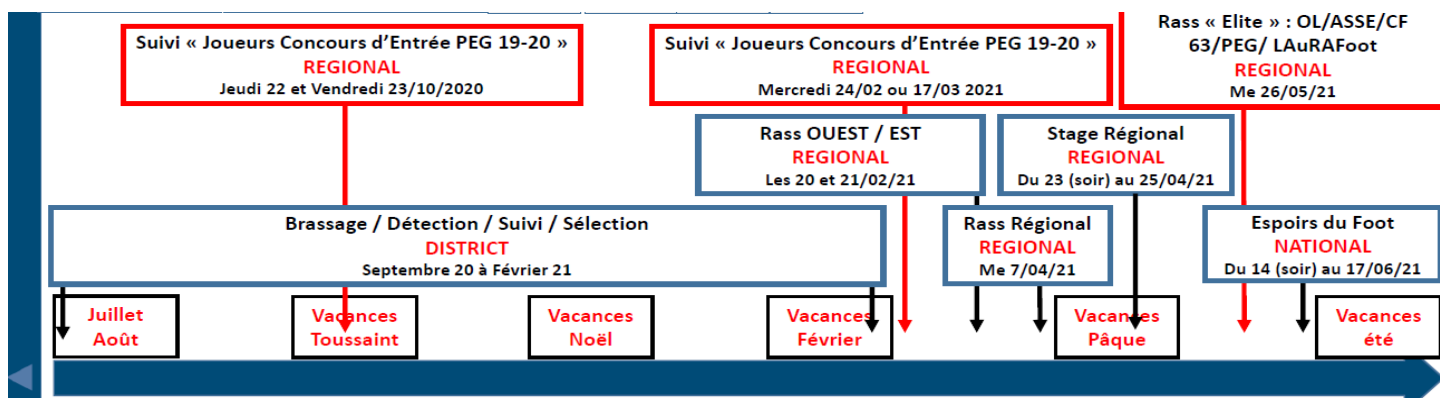 Suivi « Joueurs Concours d'Entrée PEG 19-20 »
REGIONAL
Jeudi 22 et Vendredi 23/10/2020
Suivi « Joueurs Concours d'Entrée PEG 19-20 »
REGIONAL
Mercredi 24/02 ou 17/03 2021
Rass « Elite » : OL/ASSE/CF
63/PEG/ LAuRAFoot
REGIONAL
Me 26/05/21
Rass OUEST / EST
REGIONAL
Les 20 et 21/02/21
Stage Régional
REGIONAL
Du 23 (soir) au 25/04/21
Brassage / Détection / Suivi / Sélection
DISTRICT
Septembre 20 à Février 21
Rass Régional
REGIONAL
Me 7/04/21
Espoirs du Foot
NATIONAL
Du 14 (soir) au 17/06/21
Juillet
Août
Vacances
Toussaint
Vacances
Noël
Vacances
Février
Vacances
Pâque
Vacances
été